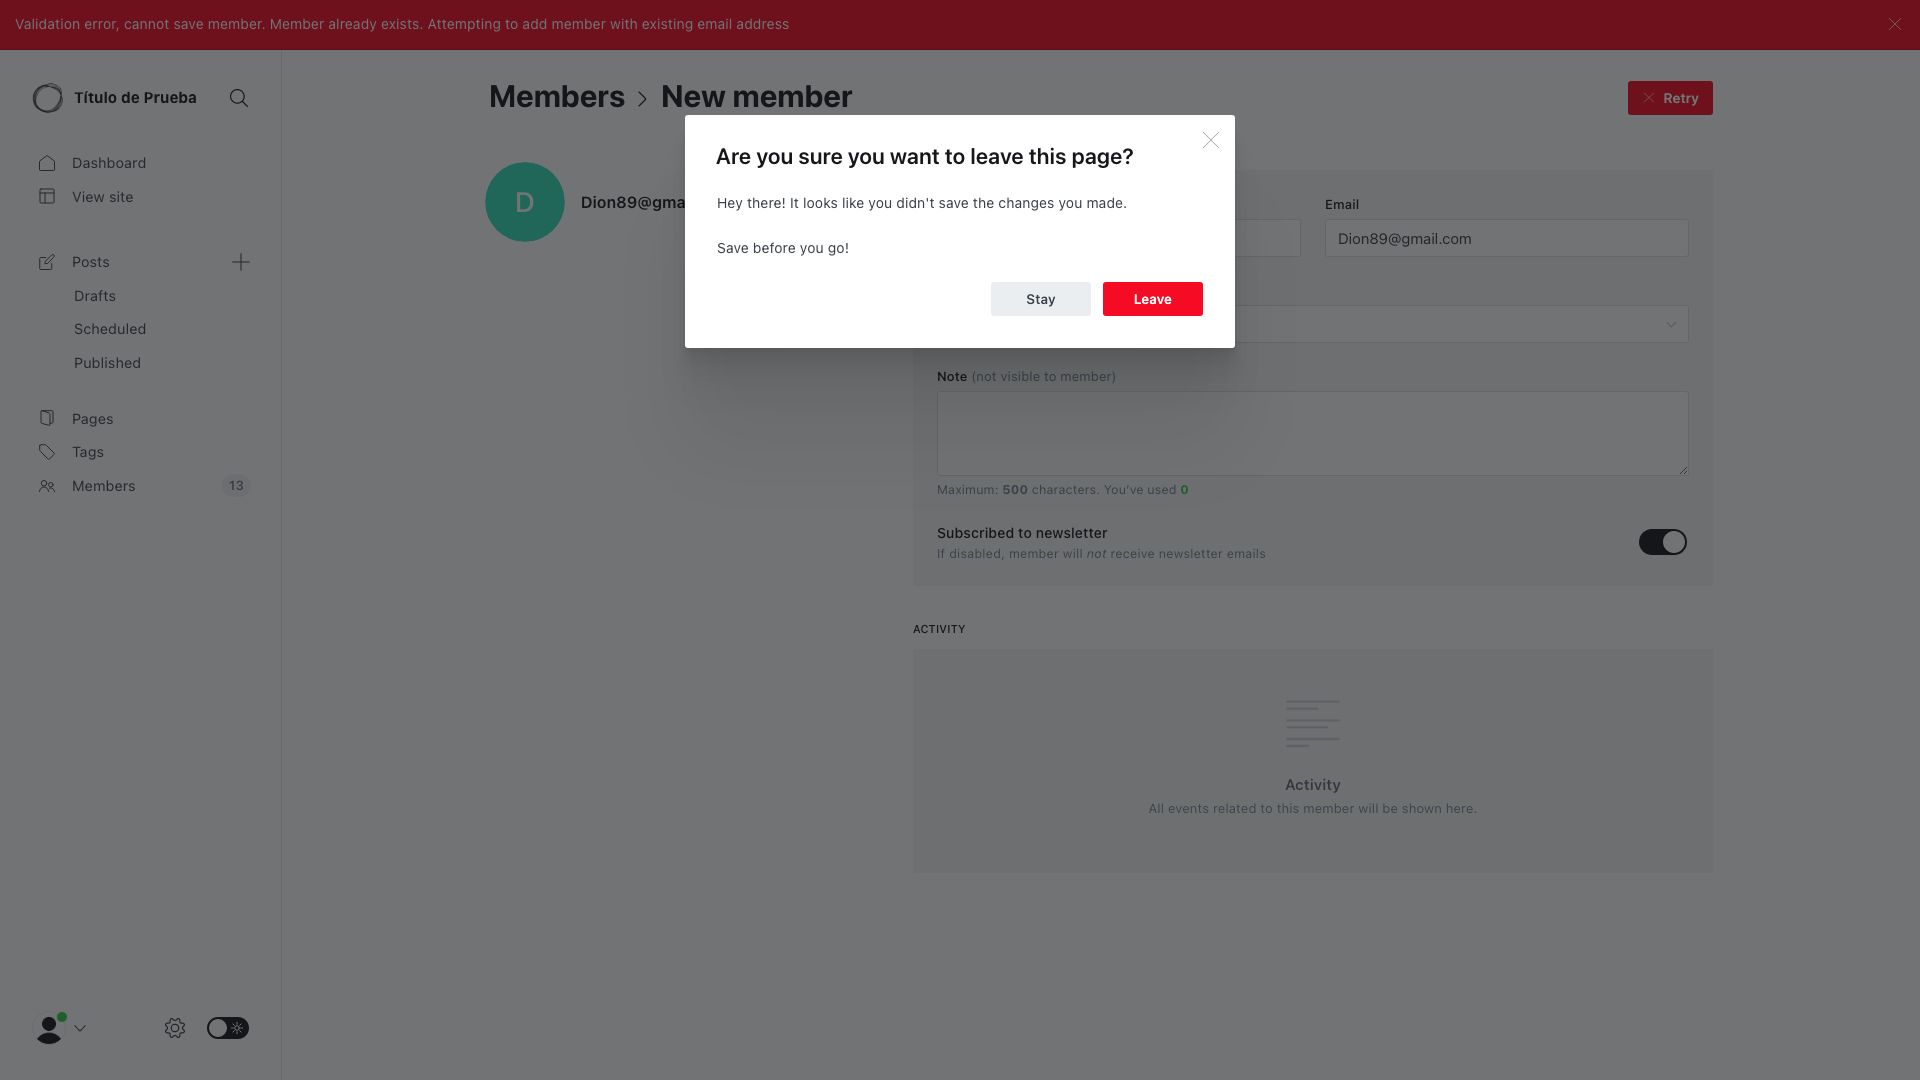 Validation error, cannot save member. Member already exists. Attempting to add member with existing email address
Título de Prueba
Dashboard
View site
Posts
Drafts
Scheduled
Published
Pages
Tags
Members 13
Members > New member
Retry
D
Dion89@gma
Are you sure you want to leave this page?
Hey there! It looks like you didn't save the changes you made.
Save before you go!
Stay
Leave
Email
Dion89@gmail.com
Note (not visible to member)
Maximum: 500 characters. You've used 0
Subscribed to newsletter
If disabled, member will not receive newsletter emails
ACTIVITY
Activity
All events related to this member will be shown here.